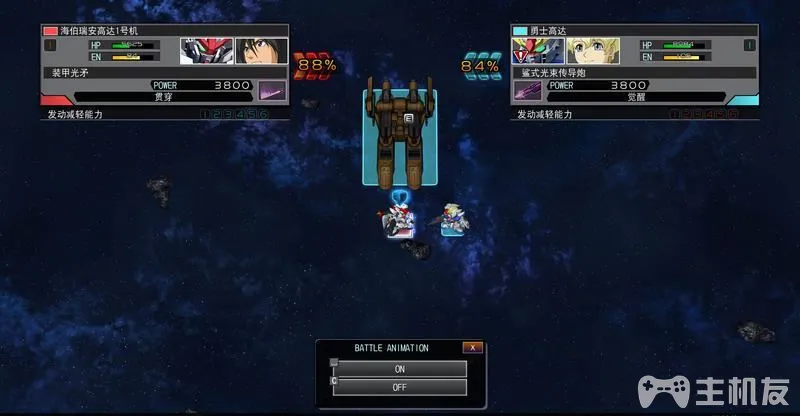 海伯瑞安高达1号机
HP
EN
装甲光矛
POWER 3800
贯穿
发动减轻能力
①②③④⑤⑥
88%
勇士高达
HP
EN
鲨式光束传导炮
POWER 3800
觉醒
发动减轻能力
84%
E
BATTLE ANIMATION X
ON
C
OFF
主机友